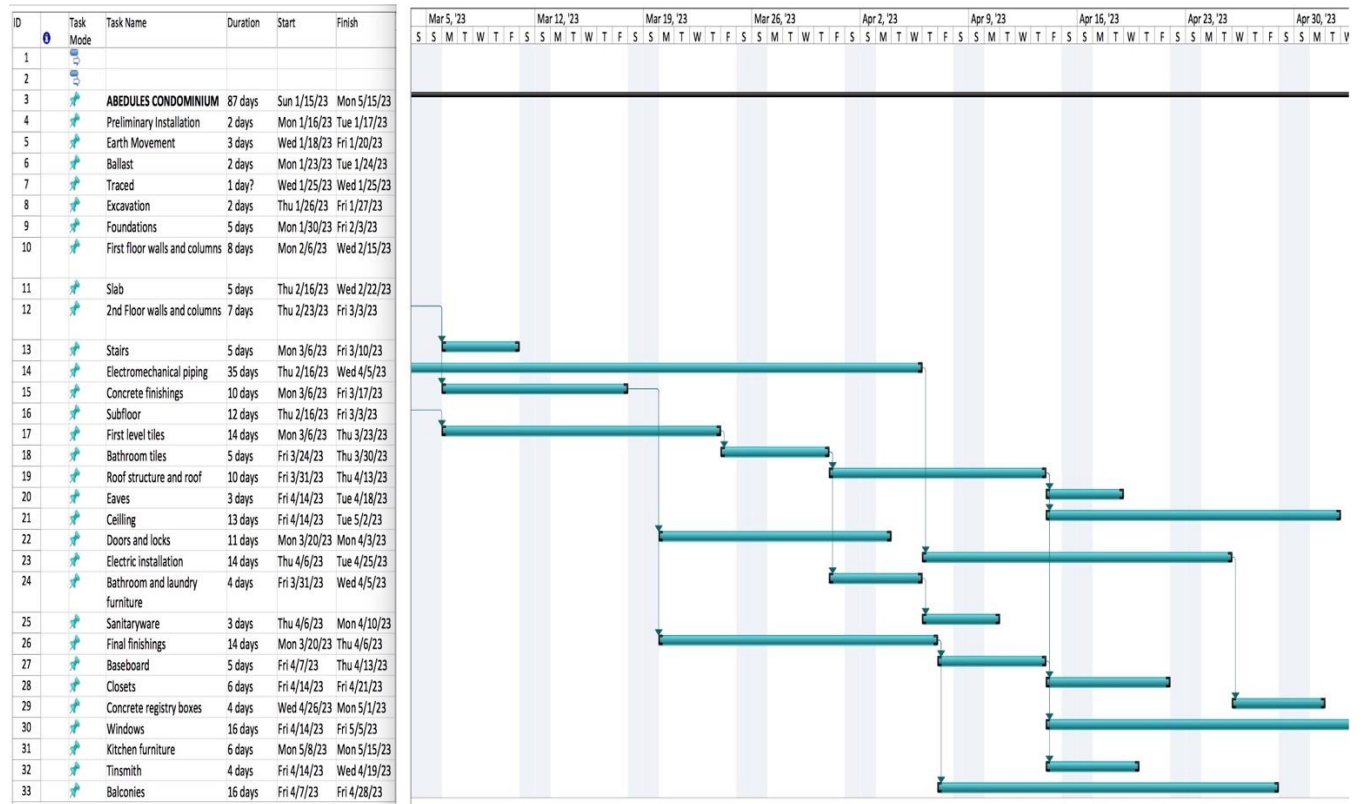 ID Task Mode Task Name Duration Start Finish
Mar 5, '23 Mar 12, '23 Mar 19, '23 Mar 26, '23 Apr 2, '23 Apr 9, '23 Apr 16, '23 Apr 23, '23 Apr 30, '23
S S M T W T F S S M T W T F S S M T W T F S S M T W T F S S M T W T F S S M T W T F S S M T W T F S S M T W T F S S M T W
1
2
3 ABEDULES CONDOMINIUM 87 days Sun 1/15/23 Mon 5/15/23
4 Preliminary Installation 2 days Mon 1/16/23 Tue 1/17/23
5 Earth Movement 3 days Wed 1/18/23 Fri 1/20/23
6 Ballast 2 days Mon 1/23/23 Tue 1/24/23
7 Traced 1 day? Wed 1/25/23 Wed 1/25/23
8 Excavation 2 days Thu 1/26/23 Fri 1/27/23
9 Foundations 5 days Mon 1/30/23 Fri 2/3/23
10 First floor walls and columns 8 days Mon 2/6/23 Wed 2/15/23
11 Slab 5 days Thu 2/16/23 Wed 2/22/23
12 2nd Floor walls and columns 7 days Thu 2/23/23 Fri 3/3/23
13 Stairs 5 days Mon 3/6/23 Fri 3/10/23
14 Electromechanical piping 35 days Thu 2/16/23 Wed 4/5/23
15 Concrete finishings 10 days Mon 3/6/23 Fri 3/17/23
16 Subfloor 12 days Thu 2/16/23 Fri 3/3/23
17 First level tiles 14 days Mon 3/6/23 Thu 3/23/23
18 Bathroom tiles 5 days Fri 3/24/23 Thu 3/30/23
19 Roof structure and roof 10 days Fri 3/31/23 Thu 4/13/23
20 Eaves 3 days Fri 4/14/23 Tue 4/18/23
21 Ceilling 13 days Fri 4/14/23 Tue 5/2/23
22 Doors and locks 11 days Mon 3/20/23 Mon 4/3/23
23 Electric installation 14 days Thu 4/6/23 Tue 4/25/23
24 Bathroom and laundry furniture 4 days Fri 3/31/23 Wed 4/5/23
25 Sanitaryware 3 days Thu 4/6/23 Mon 4/10/23
26 Final finishings 14 days Mon 3/20/23 Thu 4/6/23
27 Baseboard 5 days Fri 4/7/23 Thu 4/13/23
28 Closets 6 days Fri 4/14/23 Fri 4/21/23
29 Concrete registry boxes 4 days Wed 4/26/23 Mon 5/1/23
30 Windows 16 days Fri 4/14/23 Fri 5/5/23
31 Kitchen furniture 6 days Mon 5/8/23 Mon 5/15/23
32 Tinsmith 4 days Fri 4/14/23 Wed 4/19/23
33 Balconies 16 days Fri 4/7/23 Fri 4/28/23